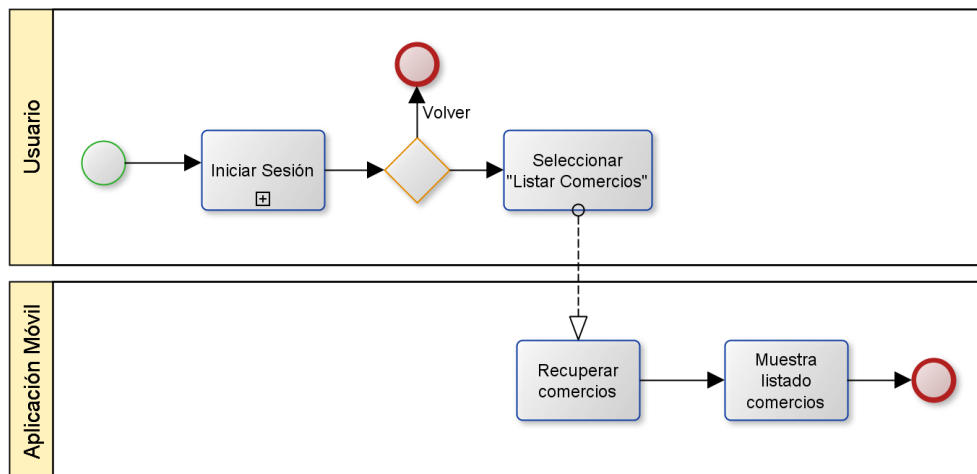 Usuario
Volver
Iniciar Sesión
Seleccionar
"Listar Comercios"
Aplicación Móvil
Recuperar
comercios
Muestra
listado
comercios